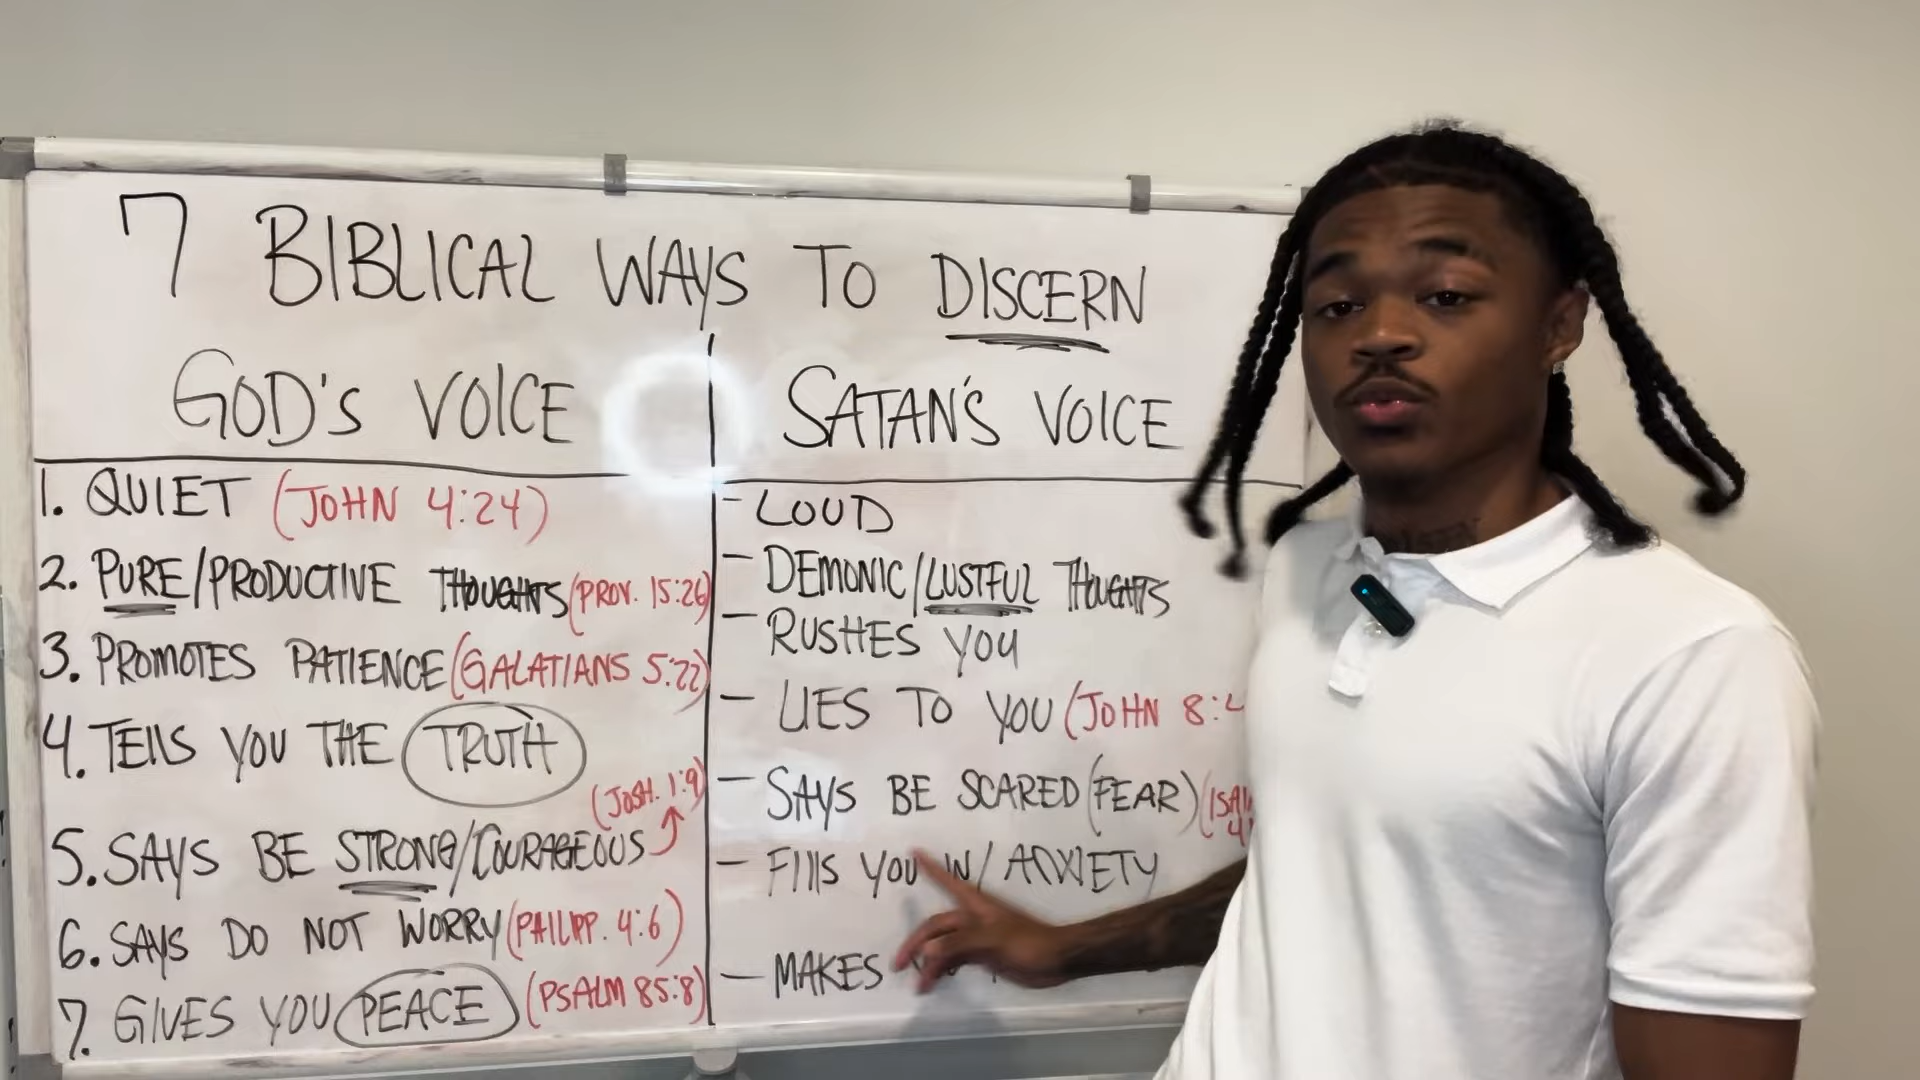 7 BIBLICAL WAYS TO DISCERN
GOD'S VOICE
1. QUIET (JOHN 4:24)
2. PURE/PRODUCTIVE THOUGHTS (PROV. 15:26)
3. PROMOTES PATIENCE (GALATIANS 5:22)
4. TELLS YOU THE TRUTH
(JOSH. 1:9)
5. SAYS BE STRONG/COURAGEOUS
6. SAYS DO NOT WORRY (PHILIPP. 4:6)
7. GIVES YOU PEACE (PSALM 85:8)
SATAN'S VOICE
- LOUD
- DEMONIC/LUSTFUL THOUGHTS
- RUSHES YOU
- LIES TO YOU (JOHN 8:4
- SAYS BE SCARED (FEAR)
- FILLS YOU W/ ANXIETY
- MAKES